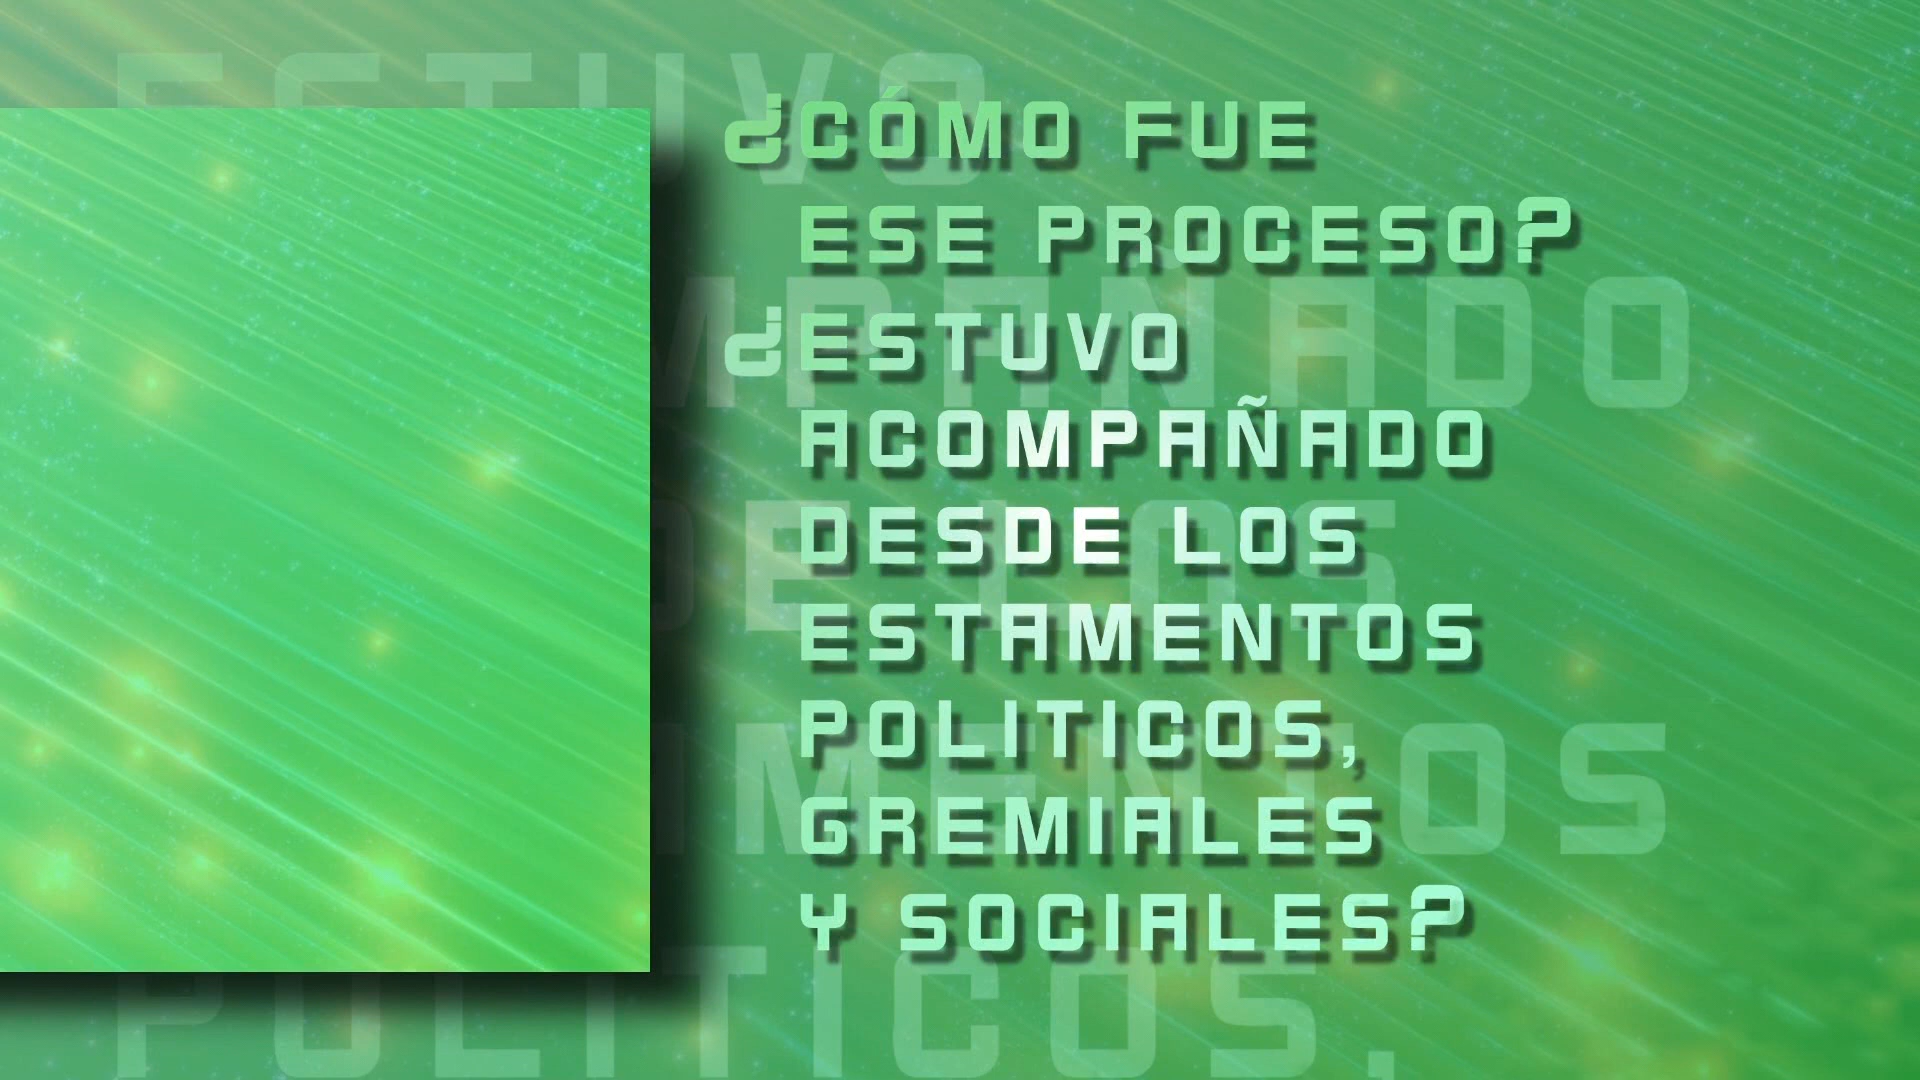 ¿CÓMO FUE
ESE PROCESO?
¿ESTUVO
ACOMPAÑADO
DESDE LOS
ESTAMENTOS
POLITICOS,
GREMIALES
Y SOCIALES?